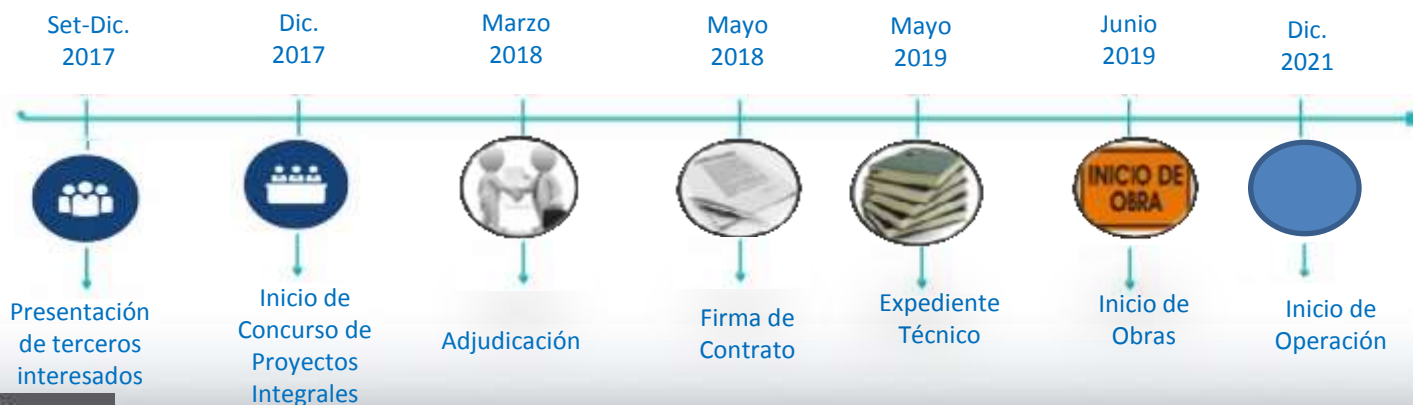 Set-Dic.
2017
Dic.
2017
Marzo
2018
Mayo
2018
Mayo
2019
Junio
2019
Dic.
2021
INICIO DE
OBRA
Presentación
de terceros
interesados
Inicio de
Concurso de
Proyectos
Integrales
Adjudicación
Firma de
Contrato
Expediente
Técnico
Inicio de
Obras
Inicio de
Operación